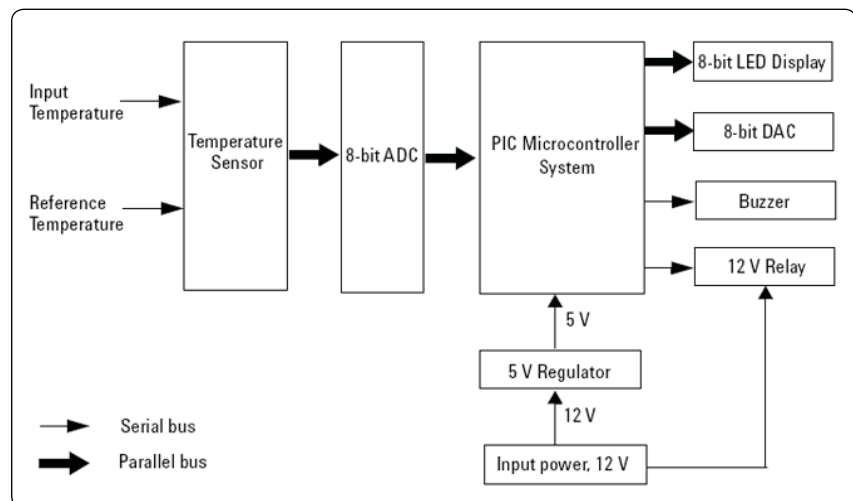 Input
Temperature
Reference
Temperature
Temperature
Sensor
8-bit ADC
PIC Microcontroller
System
8-bit LED Display
8-bit DAC
Buzzer
12 V Relay
5 V
5 V Regulator
12 V
Input power, 12 V
Serial bus
Parallel bus